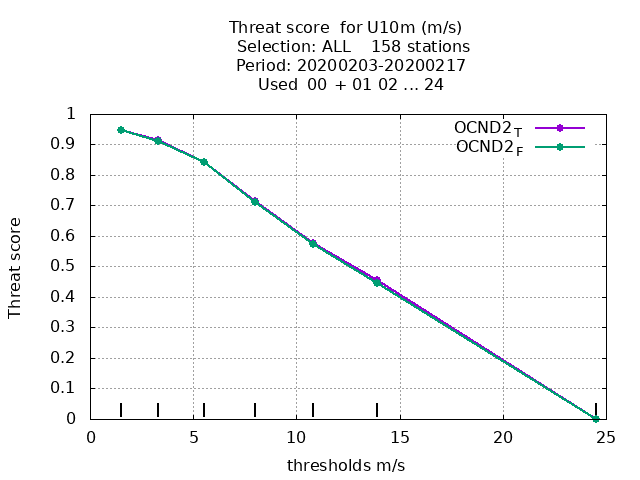 Threat score for U10m (m/s)
Selection: ALL 158 stations
Period: 20200203-20200217
Used 00 + 01 02 ... 24
OCND2T
OCND2F
1
0.9
0.8
0.7
0.6
0.5
0.4
0.3
0.2
0.1
0
Threat score
0 5 10 15 20 25
thresholds m/s